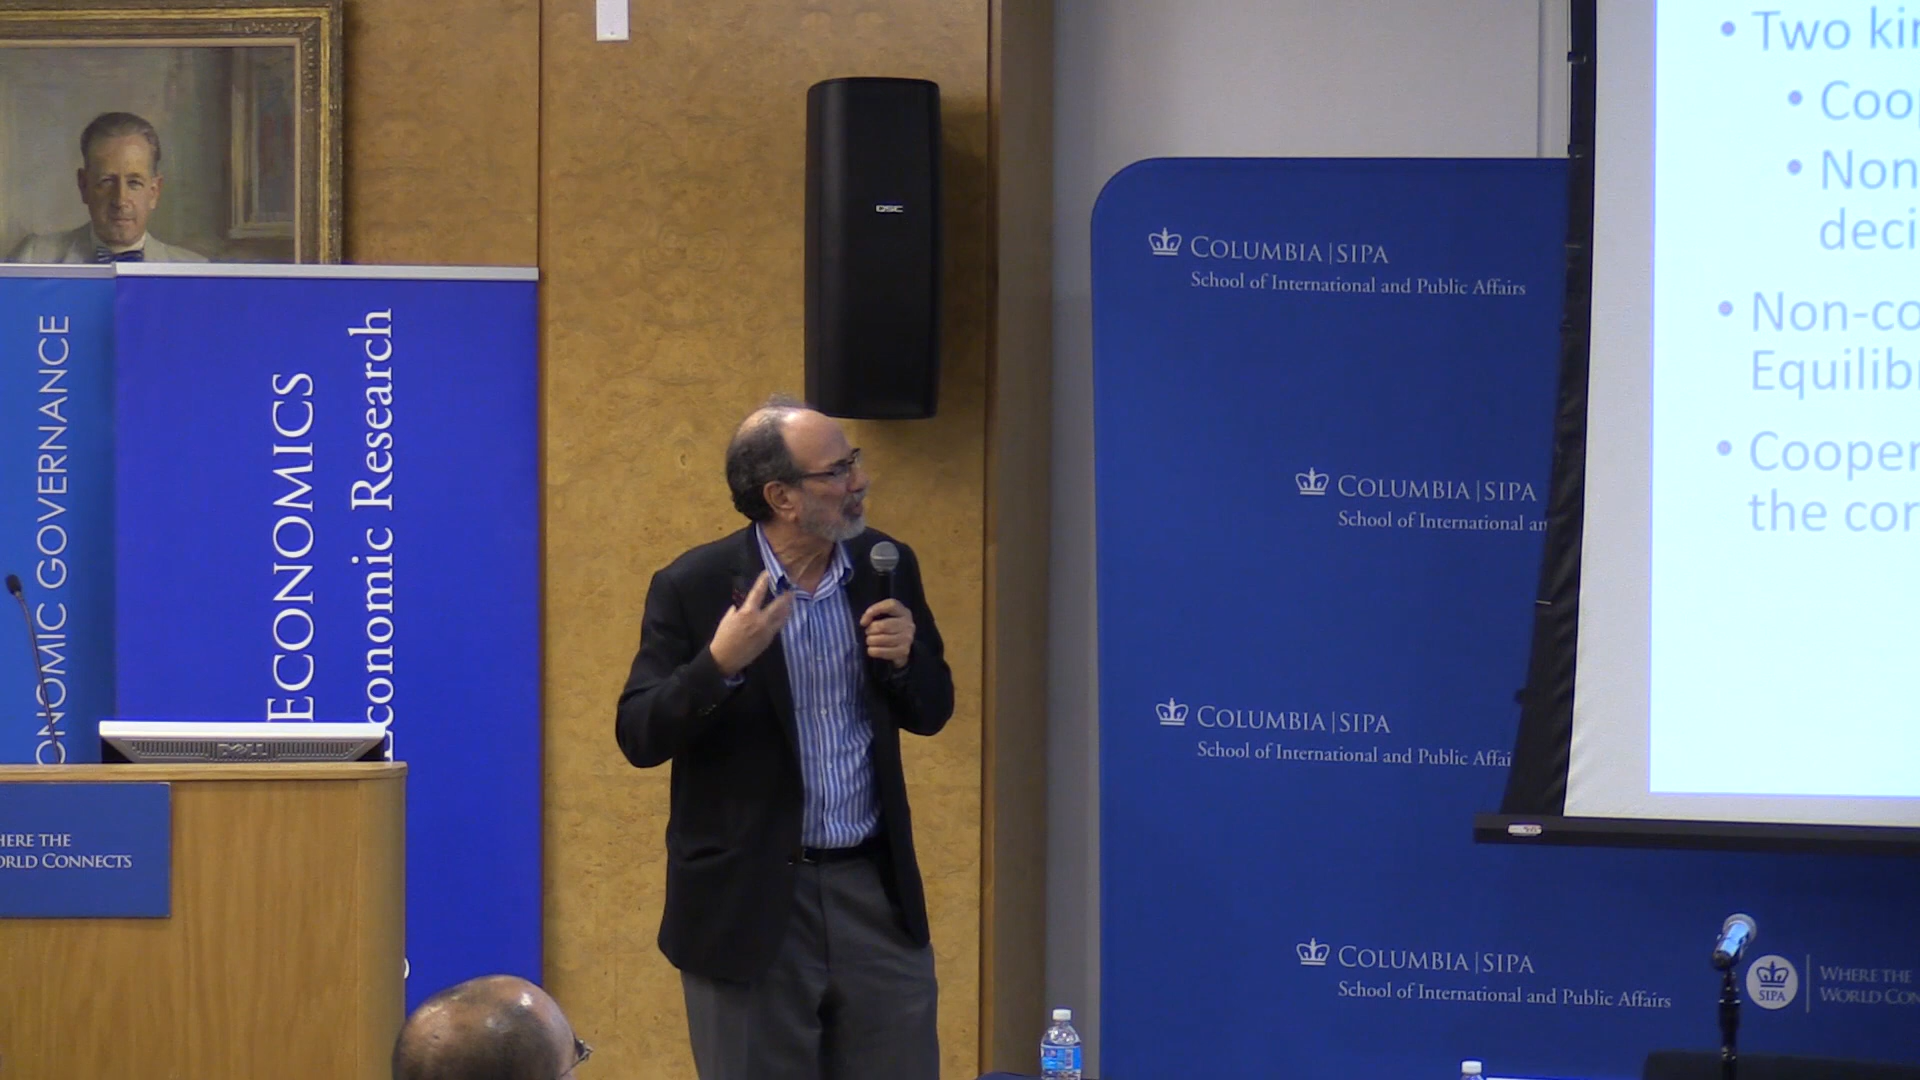 ONOMIC GOVERNANCE
ECONOMICS
Economic Research
DELL
HERE THE
ORLD CONNECTS
QSC
COLUMBIA|SIPA
School of International and Public Affairs
COLUMBIA|SIPA
School of International an
COLUMBIA|SIPA
School of International and Public Affai
COLUMBIA|SIPA
School of International and Public Affairs
SIPA
WHERE THE
WORLD CON
• Two kin
• Coo
• Non
deci
• Non-co
Equilib
• Cooper
the cor